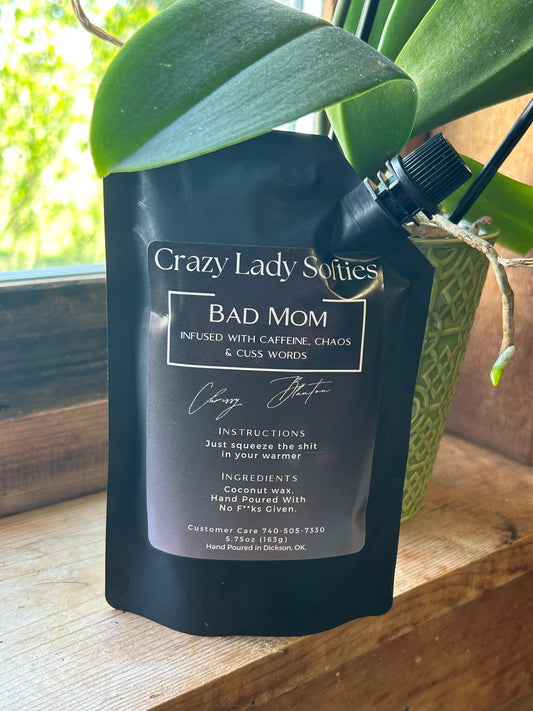 Crazy Lady Softies
BAD MOM
INFUSED WITH CAFFEINE, CHAOS
& CUSS WORDS
Chrissy Blanton
INSTRUCTIONS
Just squeeze the shit
in your warmer
INGREDIENTS
Coconut wax.
Hand Poured With
No F**ks Given.
Customer Care 740-505-7330
5.75oz (163g)
Hand Poured in Dickson, OK.